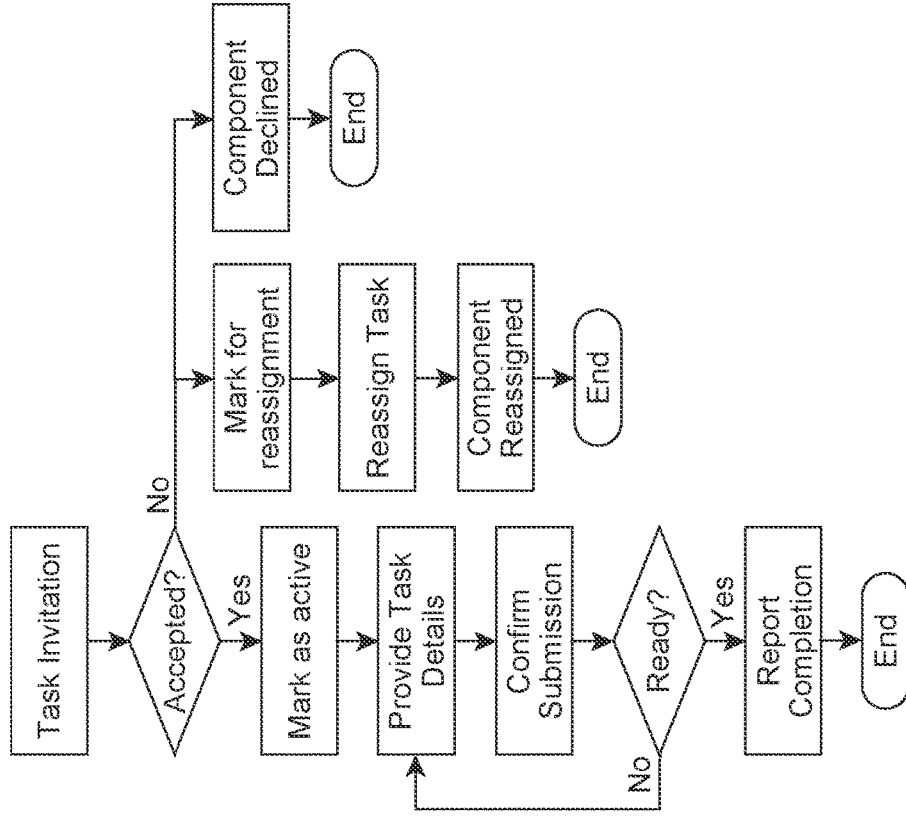 Task Invitation
Accepted?
No
Yes
Mark as active
Provide Task
Details
Confirm
Submission
Ready?
No
Yes
Report
Completion
End
Mark for
reassignment
Reassign Task
Component
Reassigned
End
Component
Declined
End